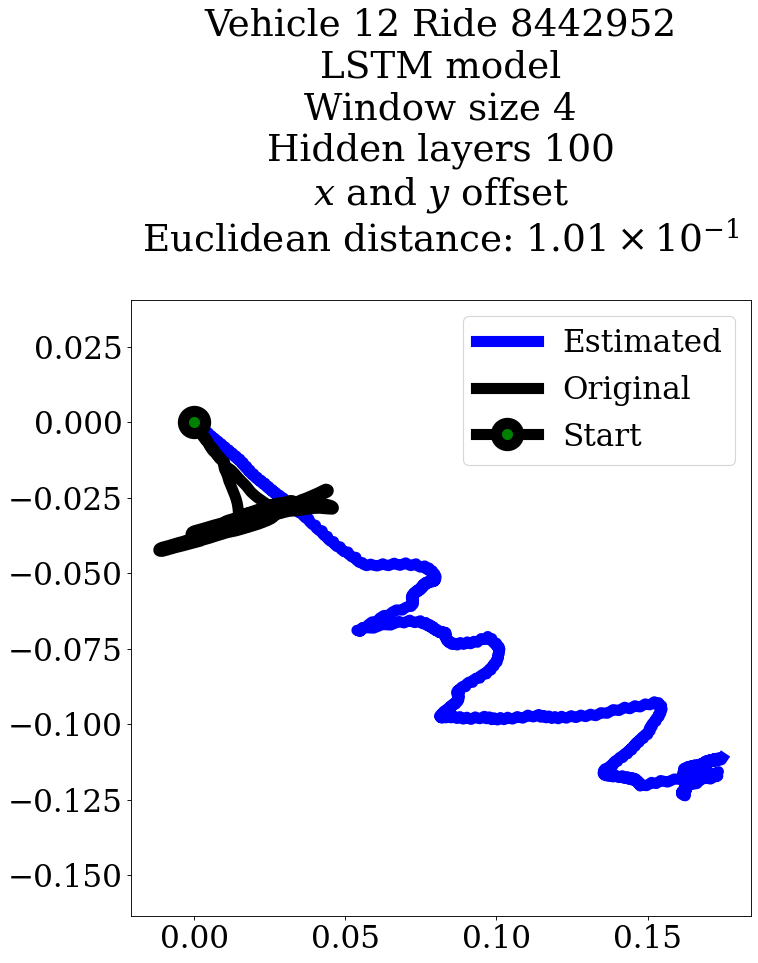 Vehicle 12 Ride 8442952
LSTM model
Window size 4
Hidden layers 100
x and y offset
Euclidean distance: 1.01 × 10⁻¹
Estimated
Original
Start
0.025
0.000
−0.025
−0.050
−0.075
−0.100
−0.125
−0.150
0.00 0.05 0.10 0.15